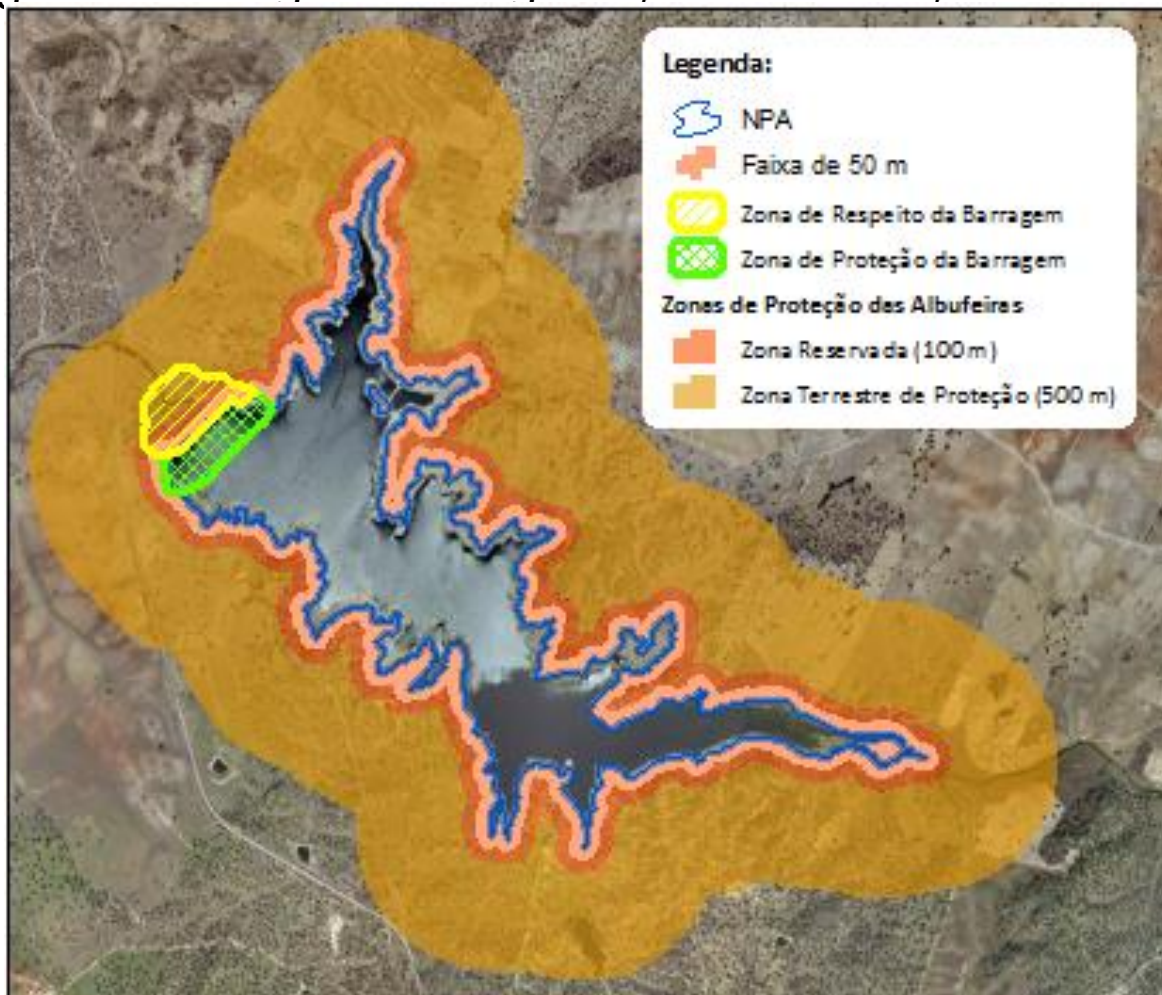 Legenda:
NPA
Faixa de 50 m
Zona de Respeito da Barragem
Zona de Proteção da Barragem
Zonas de Proteção das Albufeiras
Zona Reservada (100 m)
Zona Terrestre de Proteção (500 m)